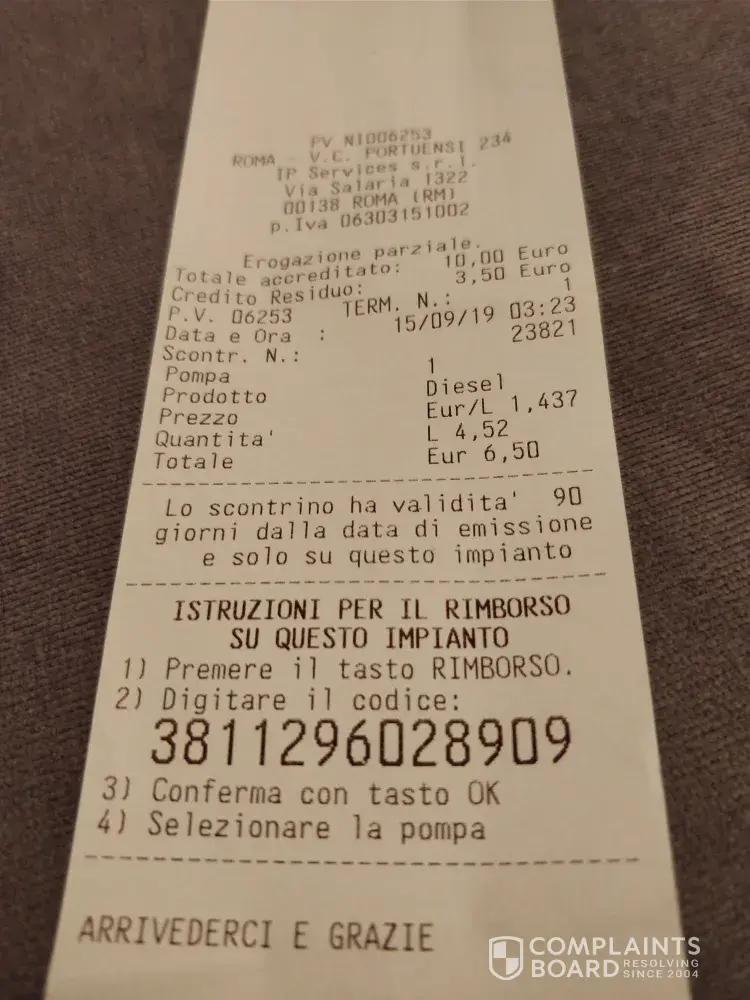 PV NI006253
ROMA - V.C. PORTUENSI 234
IP Services s.r.l.
Via Salaria 1322
00138 ROMA (RM)
p.Iva 06303151002
Erogazione parziale.
Totale accreditato: 10,00 Euro
Credito Residuo: 3,50 Euro
P.V. 06253 TERM. N.: 1
Data e Ora : 15/09/19 03:23
Scontr. N.: 23821
Pompa 1
Prodotto Diesel
Prezzo Eur/L 1,437
Quantita' L 4,52
Totale Eur 6,50
Lo scontrino ha validita' 90
giorni dalla data di emissione
e solo su questo impianto
ISTRUZIONI PER IL RIMBORSO
SU QUESTO IMPIANTO
1) Premere il tasto RIMBORSO.
2) Digitare il codice:
3811296028909
3) Conferma con tasto OK
4) Selezionare la pompa
ARRIVEDERCI E GRAZIE
COMPLAINTS
BOARD RESOLVING
SINCE 2004